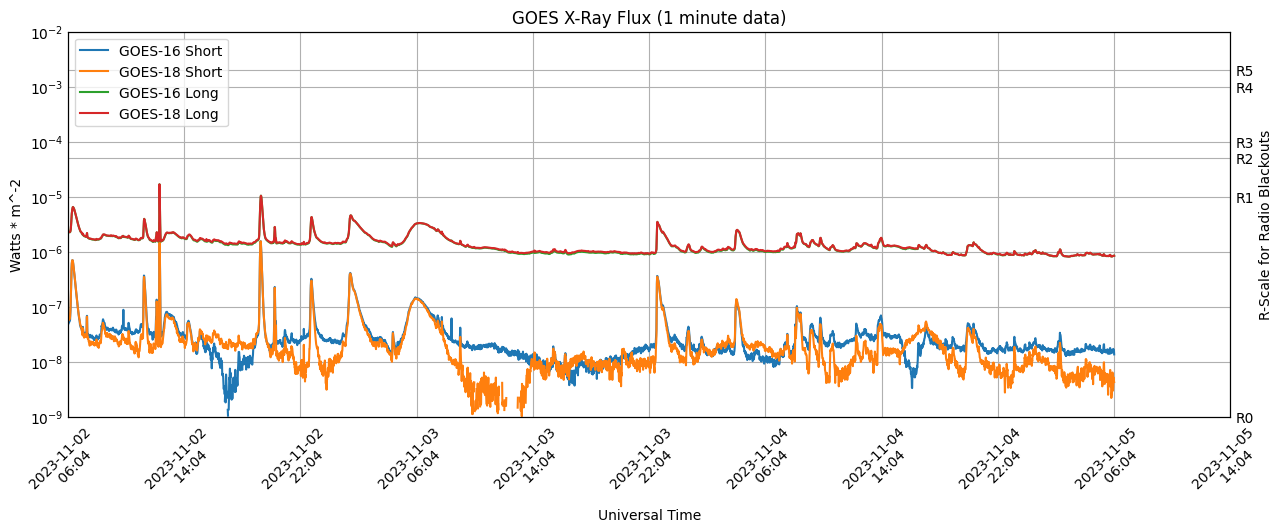 GOES X-Ray Flux (1 minute data)
GOES-16 Short
GOES-18 Short
GOES-16 Long
GOES-18 Long
Watts * m^-2
10⁻²
10⁻³
10⁻⁴
10⁻⁵
10⁻⁶
10⁻⁷
10⁻⁸
10⁻⁹
R5
R4
R3
R2
R1
R0
R-Scale for Radio Blackouts
2023-11-02
06:04
2023-11-02
14:04
2023-11-02
22:04
2023-11-03
06:04
2023-11-03
14:04
2023-11-03
22:04
2023-11-04
06:04
2023-11-04
14:04
2023-11-04
22:04
2023-11-05
06:04
2023-11-05
14:04
Universal Time